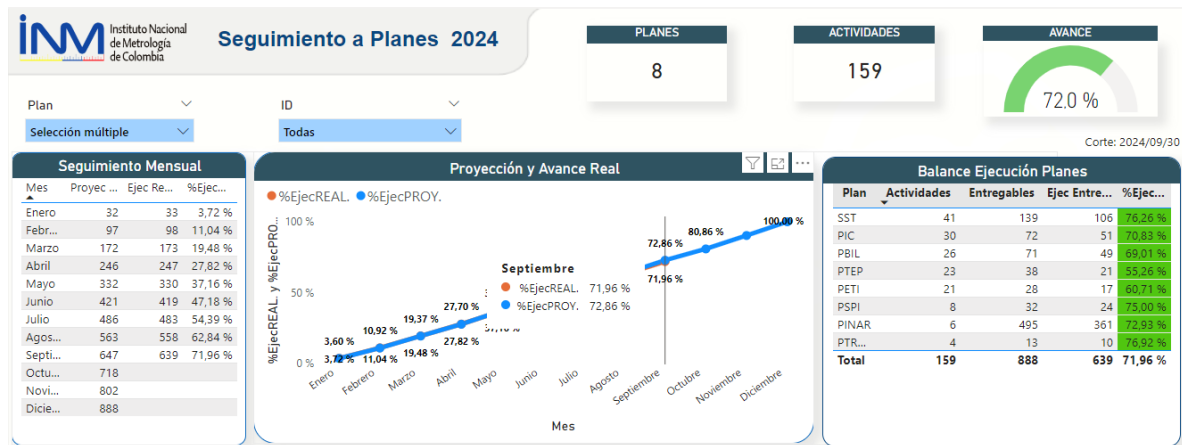 INM Instituto Nacional
de Metrología
de Colombia
Seguimiento a Planes 2024
PLANES
8
ACTIVIDADES
159
AVANCE
72,0 %
Plan
Selección múltiple
ID
Todas
Corte: 2024/09/30
Seguimiento Mensual
Mes Proyec ... Ejec Re... %Ejec...
Enero 32 33 3,72 %
Febr... 97 98 11,04 %
Marzo 172 173 19,48 %
Abril 246 247 27,82 %
Mayo 332 330 37,16 %
Junio 421 419 47,18 %
Julio 486 483 54,39 %
Agos... 563 558 62,84 %
Septi... 647 639 71,96 %
Octu... 718
Novi... 802
Dicie... 888
Proyección y Avance Real
%EjecREAL. %EjecPROY.
%EjecREAL. y %EjecPRO...
100 %
50 %
0 %
3,60 %
10,92 %
19,37 %
27,70 %
72,86 %
80,86 %
100,00 %
3,72 %
11,04 %
19,48 %
27,82 %
71,96 %
Septiembre
%EjecREAL. 71,96 %
%EjecPROY. 72,86 %
Enero Febrero Marzo Abril Mayo Junio Julio Agosto Septiembre Octubre Noviembre Diciembre
Mes
Balance Ejecución Planes
Plan Actividades Entregables Ejec Entre... %Ejec...
SST 41 139 106 76,26 %
PIC 30 72 51 70,83 %
PBIL 26 71 49 69,01 %
PTEP 23 38 21 55,26 %
PETI 21 28 17 60,71 %
PSPI 8 32 24 75,00 %
PINAR 6 495 361 72,93 %
PTR... 4 13 10 76,92 %
Total 159 888 639 71,96 %